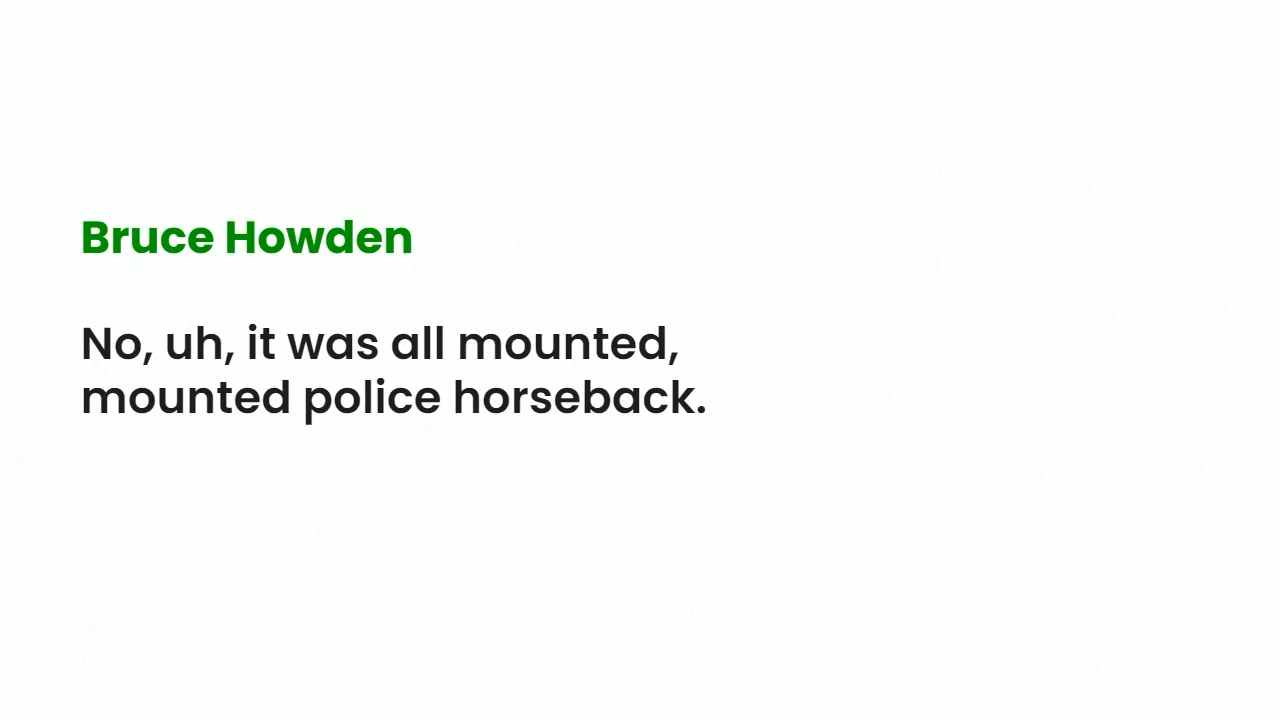 Bruce Howden
No, uh, it was all mounted,
mounted police horseback.